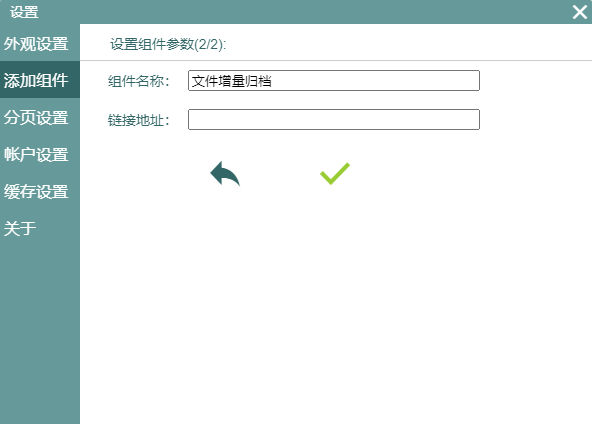 设置
外观设置
添加组件
分页设置
帐户设置
缓存设置
关于
设置组件参数(2/2):
组件名称： 文件增量归档
链接地址：